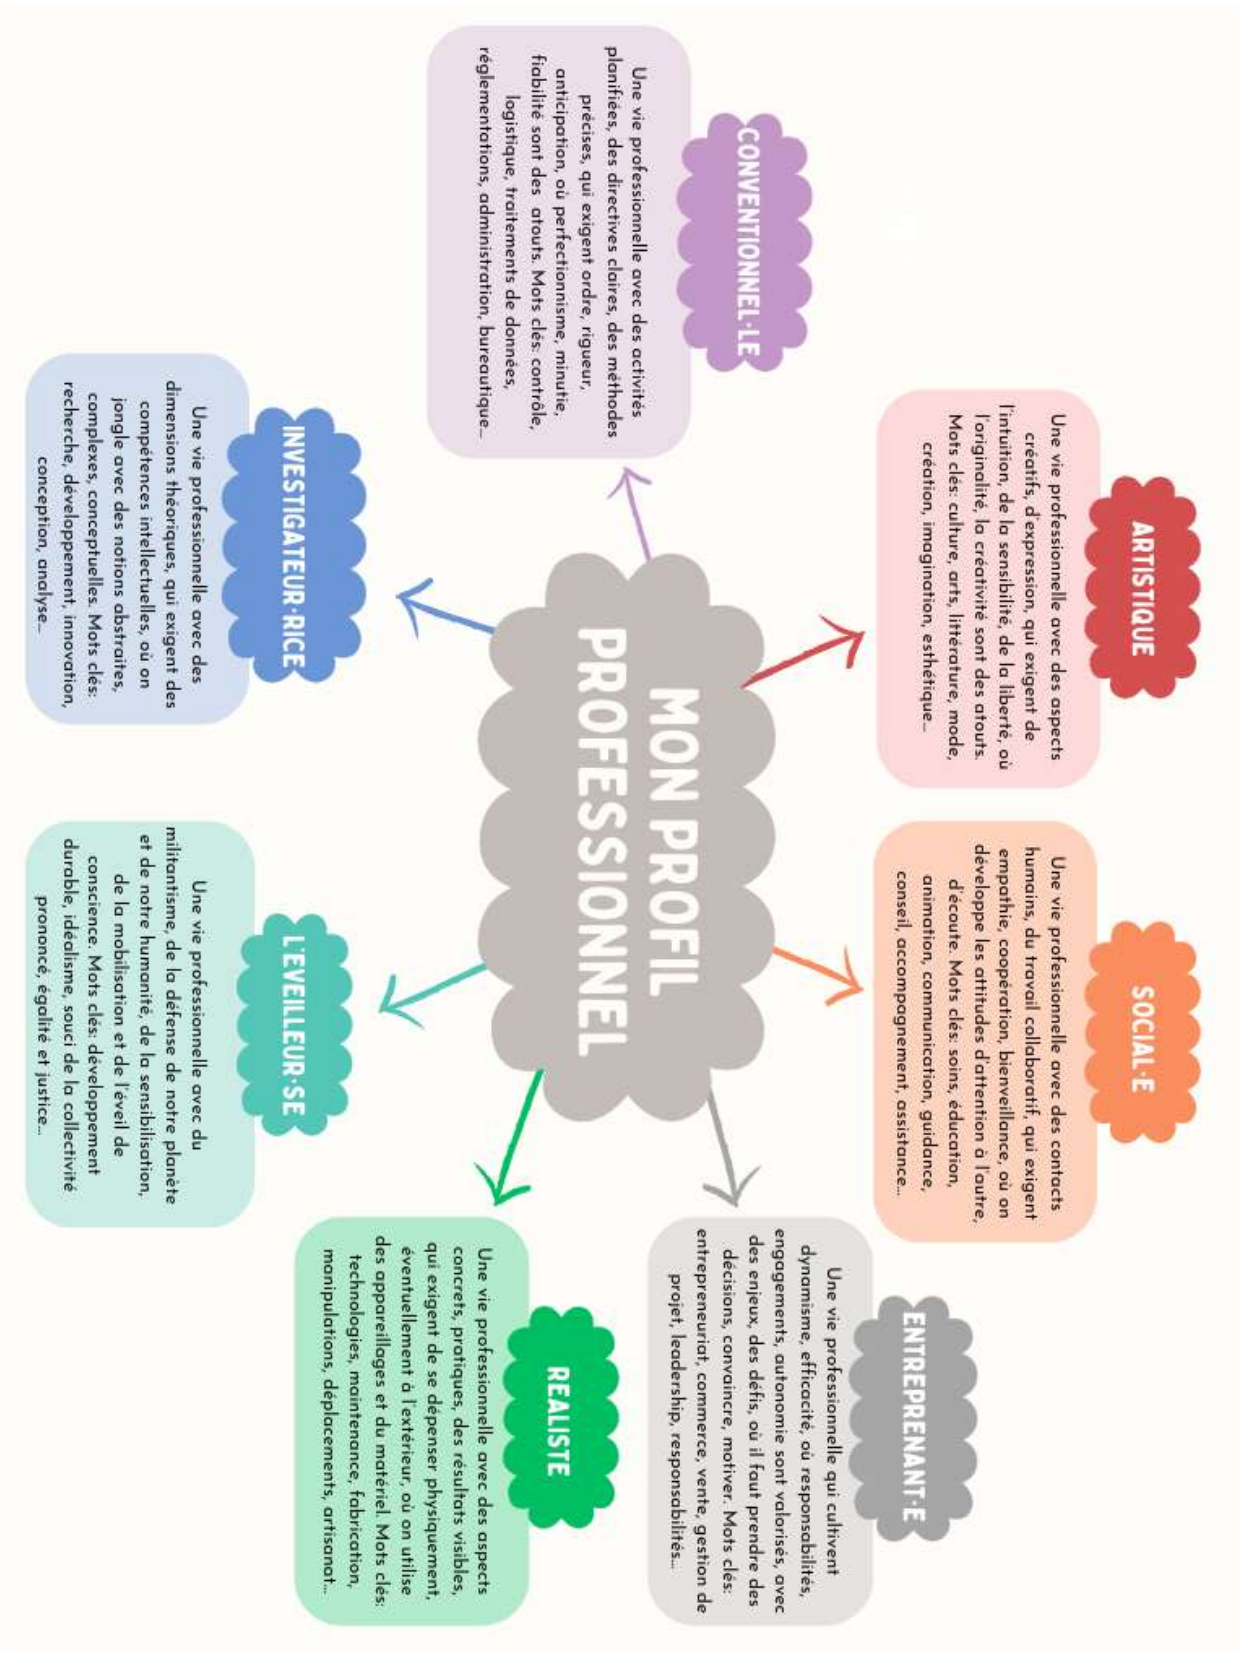 MON PROFIL
PROFESSIONNEL
ARTISTIQUE
Une vie professionnelle avec des aspects
créatifs, d'expression, qui exigent de
l'intuition, de la sensibilité, de la liberté, où
l'originalité, la créativité sont des atouts.
Mots clés: culture, arts, littérature, mode,
création, imagination, esthétique...
SOCIAL·E
Une vie professionnelle avec des contacts
humains, du travail collaboratif, qui exigent
empathie, coopération, bienveillance, où on
développe les attitudes d'attention à l'autre,
d'écoute. Mots clés: soins, éducation,
animation, communication, guidance,
conseil, accompagnement, assistance...
ENTREPRENANT·E
Une vie professionnelle qui cultivent
dynamisme, efficacité, où responsabilités,
engagements, autonomie sont valorisés, avec
des enjeux, des défis, où il faut prendre des
décisions, convaincre, motiver. Mots clés:
entrepreneuriat, commerce, vente, gestion de
projet, leadership, responsabilités...
REALISTE
Une vie professionnelle avec des aspects
concrets, pratiques, des résultats visibles,
qui exigent de se dépenser physiquement,
éventuellement à l'extérieur, où on utilise
des appareillages et du matériel. Mots clés:
technologies, maintenance, fabrication,
manipulations, déplacements, artisanat...
L'EVEILLEUR·SE
Une vie professionnelle avec du
militantisme, de la défense de notre planète
et de notre humanité, de la sensibilisation,
de la mobilisation et de l'éveil de
conscience. Mots clés: développement
durable, idéalisme, souci de la collectivité
prononcé, égalité et justice...
INVESTIGATEUR·RICE
Une vie professionnelle avec des
dimensions théoriques, qui exigent des
compétences intellectuelles, où on
jongle avec des notions abstraites,
complexes, conceptuelles. Mots clés:
recherche, développement, innovation,
conception, analyse...
CONVENTIONNEL·LE
Une vie professionnelle avec des activités
planifiées, des directives claires, des méthodes
précises, qui exigent ordre, rigueur,
anticipation, où perfectionnisme, minutie,
fiabilité sont des atouts. Mots clés: contrôle,
logistique, traitements de données,
réglementations, administration, bureautique...